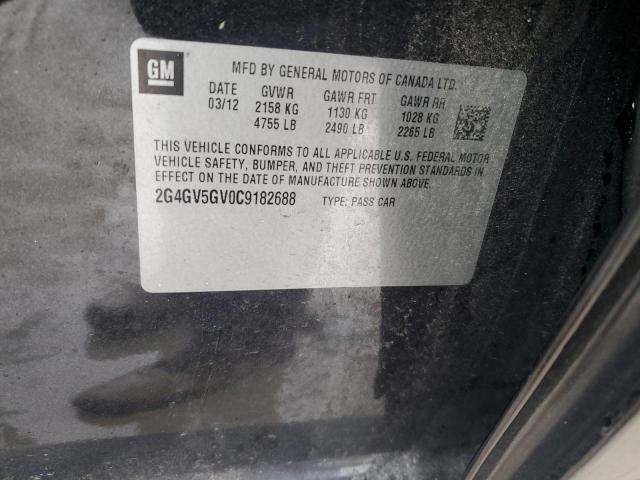 GM
MFD BY GENERAL MOTORS OF CANADA LTD.
DATE GVWR GAWR FRT GAWR RR
03/12 2158 KG 1130 KG 1028 KG
4755 LB 2490 LB 2265 LB
THIS VEHICLE CONFORMS TO ALL APPLICABLE U.S. FEDERAL MOTOR
VEHICLE SAFETY, BUMPER, AND THEFT PREVENTION STANDARDS IN
EFFECT ON THE DATE OF MANUFACTURE SHOWN ABOVE.
2G4GV5GV0C9182688 TYPE: PASS CAR